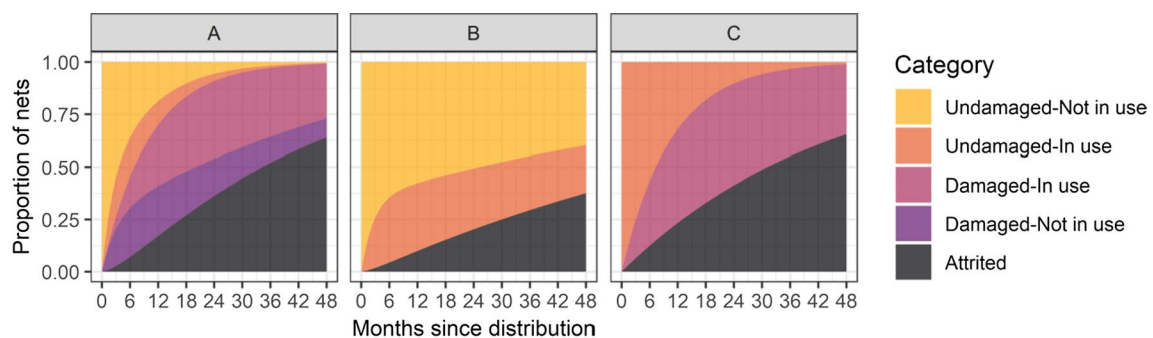 A B C
Proportion of nets
1.00
0.75
0.50
0.25
0.00
0 6 12 18 24 30 36 42 48 0 6 12 18 24 30 36 42 48 0 6 12 18 24 30 36 42 48
Months since distribution
Category
Undamaged-Not in use
Undamaged-In use
Damaged-In use
Damaged-Not in use
Attrited